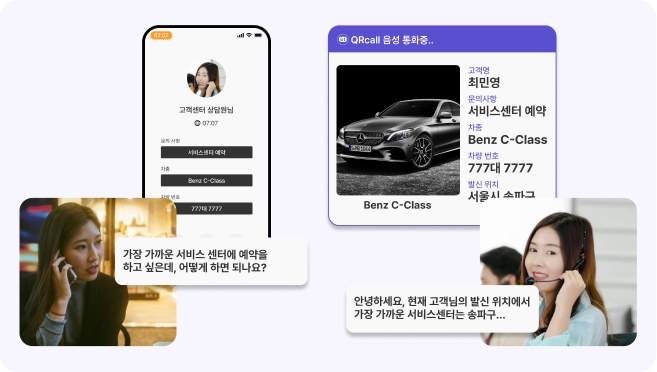 07:07
고객센터 상담원님
07:07
문의 사항
서비스센터 예약
차종
Benz C-Class
차량 번호
777대 7777
가장 가까운 서비스 센터에 예약을
하고 싶은데, 어떻게 하면 되나요?
QRcall 음성 통화중..
Benz C-Class
고객명
최민영
문의사항
서비스센터 예약
차종
Benz C-Class
차량 번호
777대 7777
발신 위치
서울시 송파구
안녕하세요, 현재 고객님의 발신 위치에서
가장 가까운 서비스센터는 송파구...